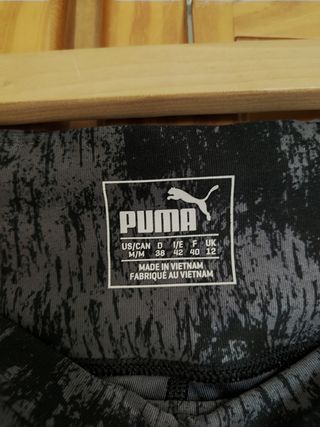 PUMA
US/CAN D I/E F UK
M/M 38 42 40 12
MADE IN VIETNAM
FABRIQUÉ AU VIETNAM